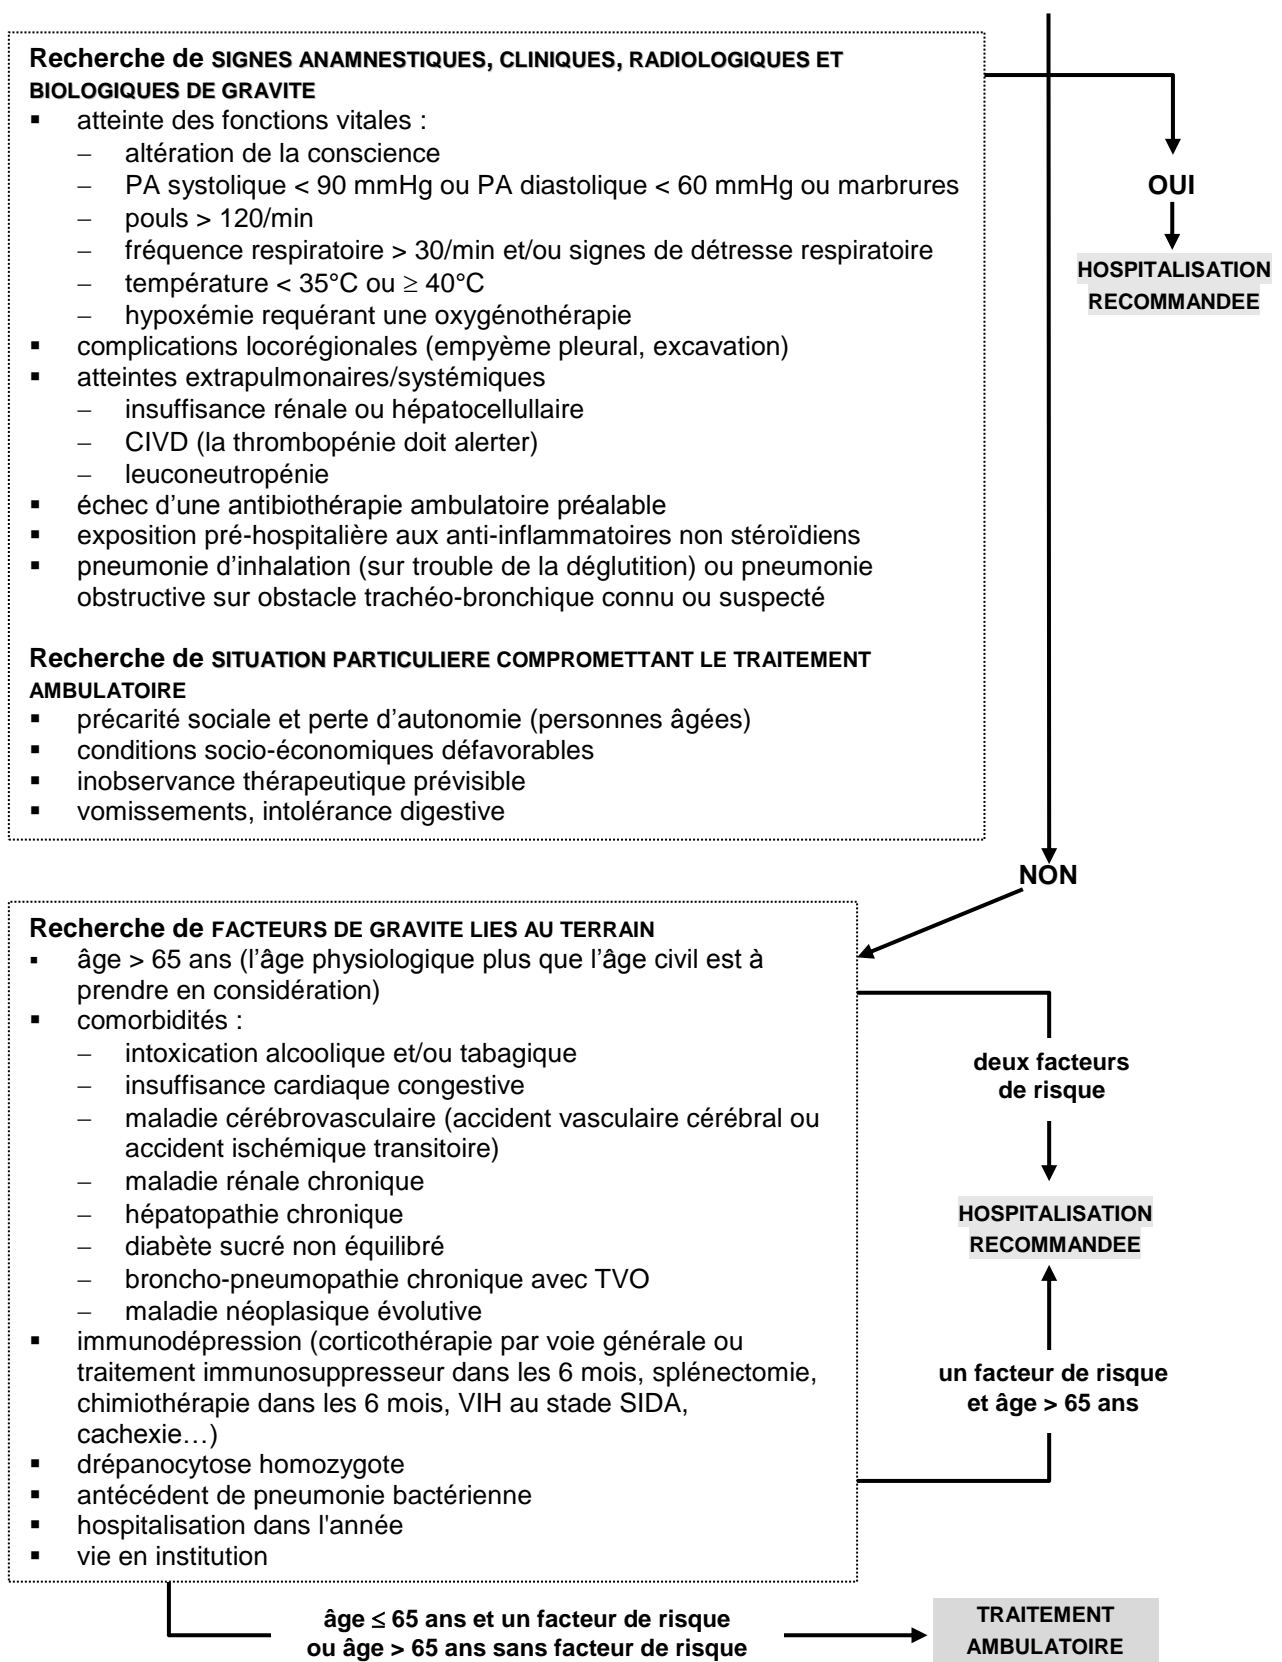 Recherche de SIGNES ANAMNESTIQUES, CLINIQUES, RADIOLOGIQUES ET
BIOLOGIQUES DE GRAVITE
▪ atteinte des fonctions vitales :
– altération de la conscience
– PA systolique < 90 mmHg ou PA diastolique < 60 mmHg ou marbrures
– pouls > 120/min
– fréquence respiratoire > 30/min et/ou signes de détresse respiratoire
– température < 35°C ou ≥ 40°C
– hypoxémie requérant une oxygénothérapie
▪ complications locorégionales (empyème pleural, excavation)
▪ atteintes extrapulmonaires/systémiques
– insuffisance rénale ou hépatocellullaire
– CIVD (la thrombopénie doit alerter)
– leuconeutropénie
▪ échec d’une antibiothérapie ambulatoire préalable
▪ exposition pré-hospitalière aux anti-inflammatoires non stéroïdiens
▪ pneumonie d’inhalation (sur trouble de la déglutition) ou pneumonie
obstructive sur obstacle trachéo-bronchique connu ou suspecté
Recherche de SITUATION PARTICULIERE COMPROMETTANT LE TRAITEMENT
AMBULATOIRE
▪ précarité sociale et perte d’autonomie (personnes âgées)
▪ conditions socio-économiques défavorables
▪ inobservance thérapeutique prévisible
▪ vomissements, intolérance digestive
OUI
HOSPITALISATION
RECOMMANDEE
NON
Recherche de FACTEURS DE GRAVITE LIES AU TERRAIN
▪ âge > 65 ans (l’âge physiologique plus que l’âge civil est à
prendre en considération)
▪ comorbidités :
– intoxication alcoolique et/ou tabagique
– insuffisance cardiaque congestive
– maladie cérébrovasculaire (accident vasculaire cérébral ou
accident ischémique transitoire)
– maladie rénale chronique
– hépatopathie chronique
– diabète sucré non équilibré
– broncho-pneumopathie chronique avec TVO
– maladie néoplasique évolutive
▪ immunodépression (corticothérapie par voie générale ou
traitement immunosuppresseur dans les 6 mois, splénectomie,
chimiothérapie dans les 6 mois, VIH au stade SIDA,
cachexie…)
▪ drépanocytose homozygote
▪ antécédent de pneumonie bactérienne
▪ hospitalisation dans l'année
▪ vie en institution
deux facteurs
de risque
HOSPITALISATION
RECOMMANDEE
un facteur de risque
et âge > 65 ans
âge ≤ 65 ans et un facteur de risque
ou âge > 65 ans sans facteur de risque
TRAITEMENT
AMBULATOIRE